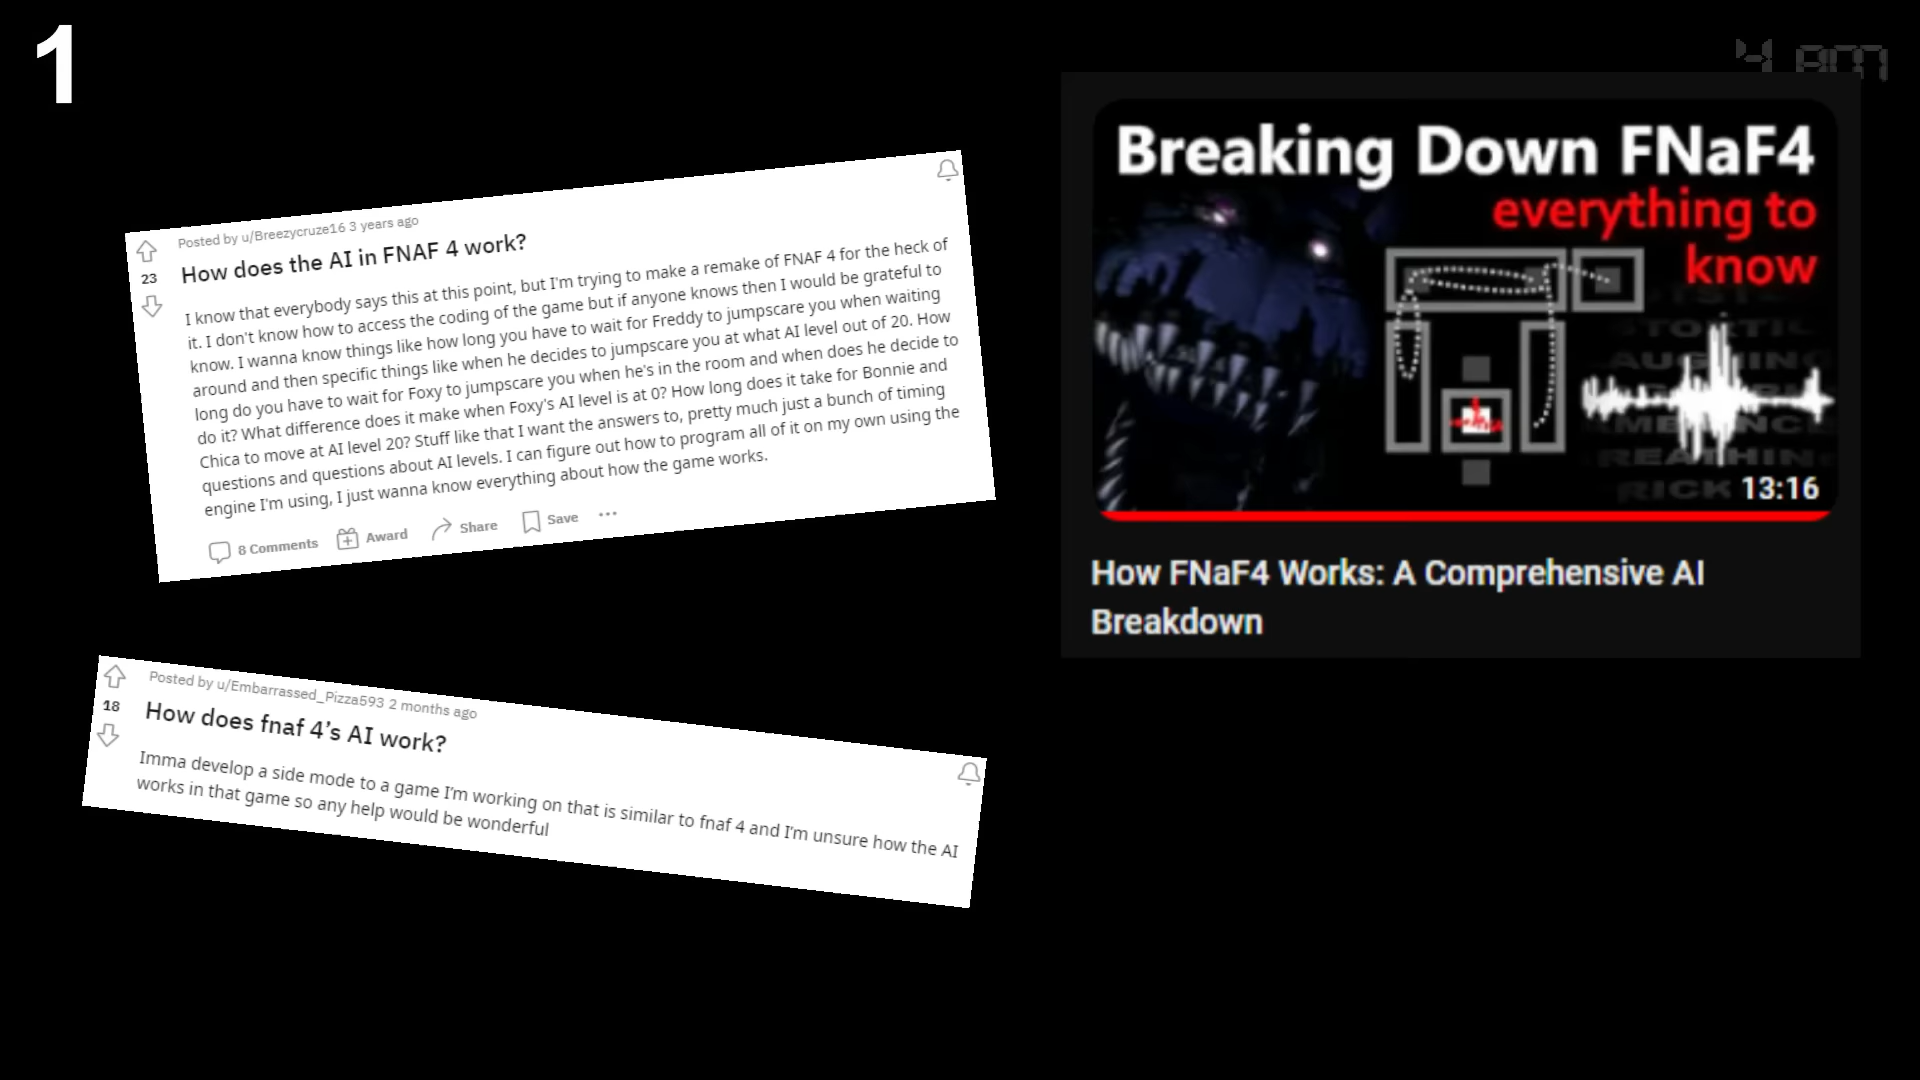 1
4 AM
Posted by u/Breezycruze16 3 years ago
23
How does the AI in FNAF 4 work?
I know that everybody says this at this point, but I'm trying to make a remake of FNAF 4 for the heck of
it. I don't know how to access the coding of the game but if anyone knows then I would be grateful to
know. I wanna know things like how long you have to wait for Freddy to jumpscare you when waiting
around and then specific things like when he decides to jumpscare you at what AI level out of 20. How
long do you have to wait for Foxy to jumpscare you when he's in the room and when does he decide to
do it? What difference does it make when Foxy's AI level is at 0? How long does it take for Bonnie and
Chica to move at AI level 20? Stuff like that I want the answers to, pretty much just a bunch of timing
questions and questions about AI levels. I can figure out how to program all of it on my own using the
engine I'm using, I just wanna know everything about how the game works.
8 Comments Award Share Save
Breaking Down FNaF4
everything to
know
13:16
How FNaF4 Works: A Comprehensive AI
Breakdown
Posted by u/Embarrassed_Pizza593 2 months ago
18
How does fnaf 4’s AI work?
Imma develop a side mode to a game I’m working on that is similar to fnaf 4 and I’m unsure how the AI
works in that game so any help would be wonderful